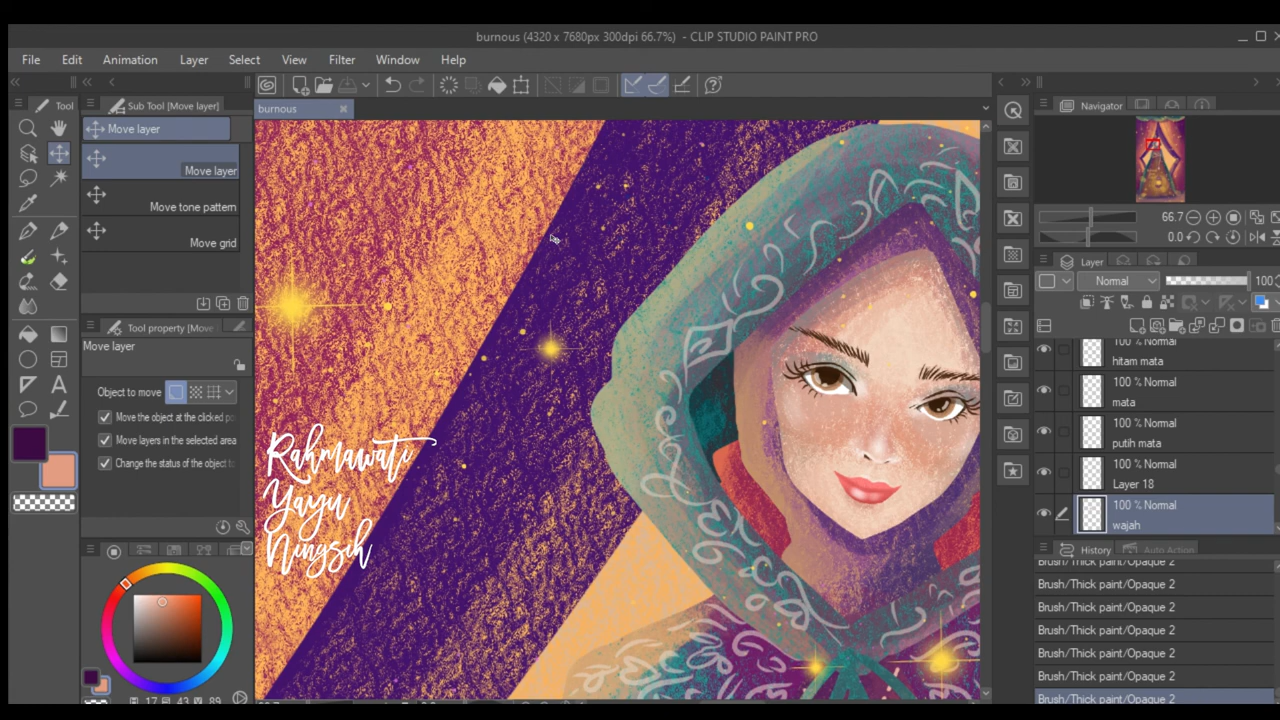 burnous (4320 x 7680px 300dpi 66.7%) - CLIP STUDIO PAINT PRO
File Edit Animation Layer Select View Filter Window Help
burnous
Tool
Sub Tool [Move layer]
Move layer
Move layer
Move tone pattern
Move grid
Tool property [Move
Move layer
Object to move
Move the object at the clicked po
Move layers in the selected area
Change the status of the object to
17 43 V 89
Rahmawati
Yayu
Ningsih
Navigator
66.7
0.0
Layer
Normal 100
100 % Normal
hitam mata
100 % Normal
mata
100 % Normal
putih mata
100 % Normal
Layer 18
100 % Normal
wajah
History Auto Action
Brush/Thick paint/Opaque 2
Brush/Thick paint/Opaque 2
Brush/Thick paint/Opaque 2
Brush/Thick paint/Opaque 2
Brush/Thick paint/Opaque 2
Brush/Thick paint/Opaque 2
Brush/Thick paint/Opaque 2